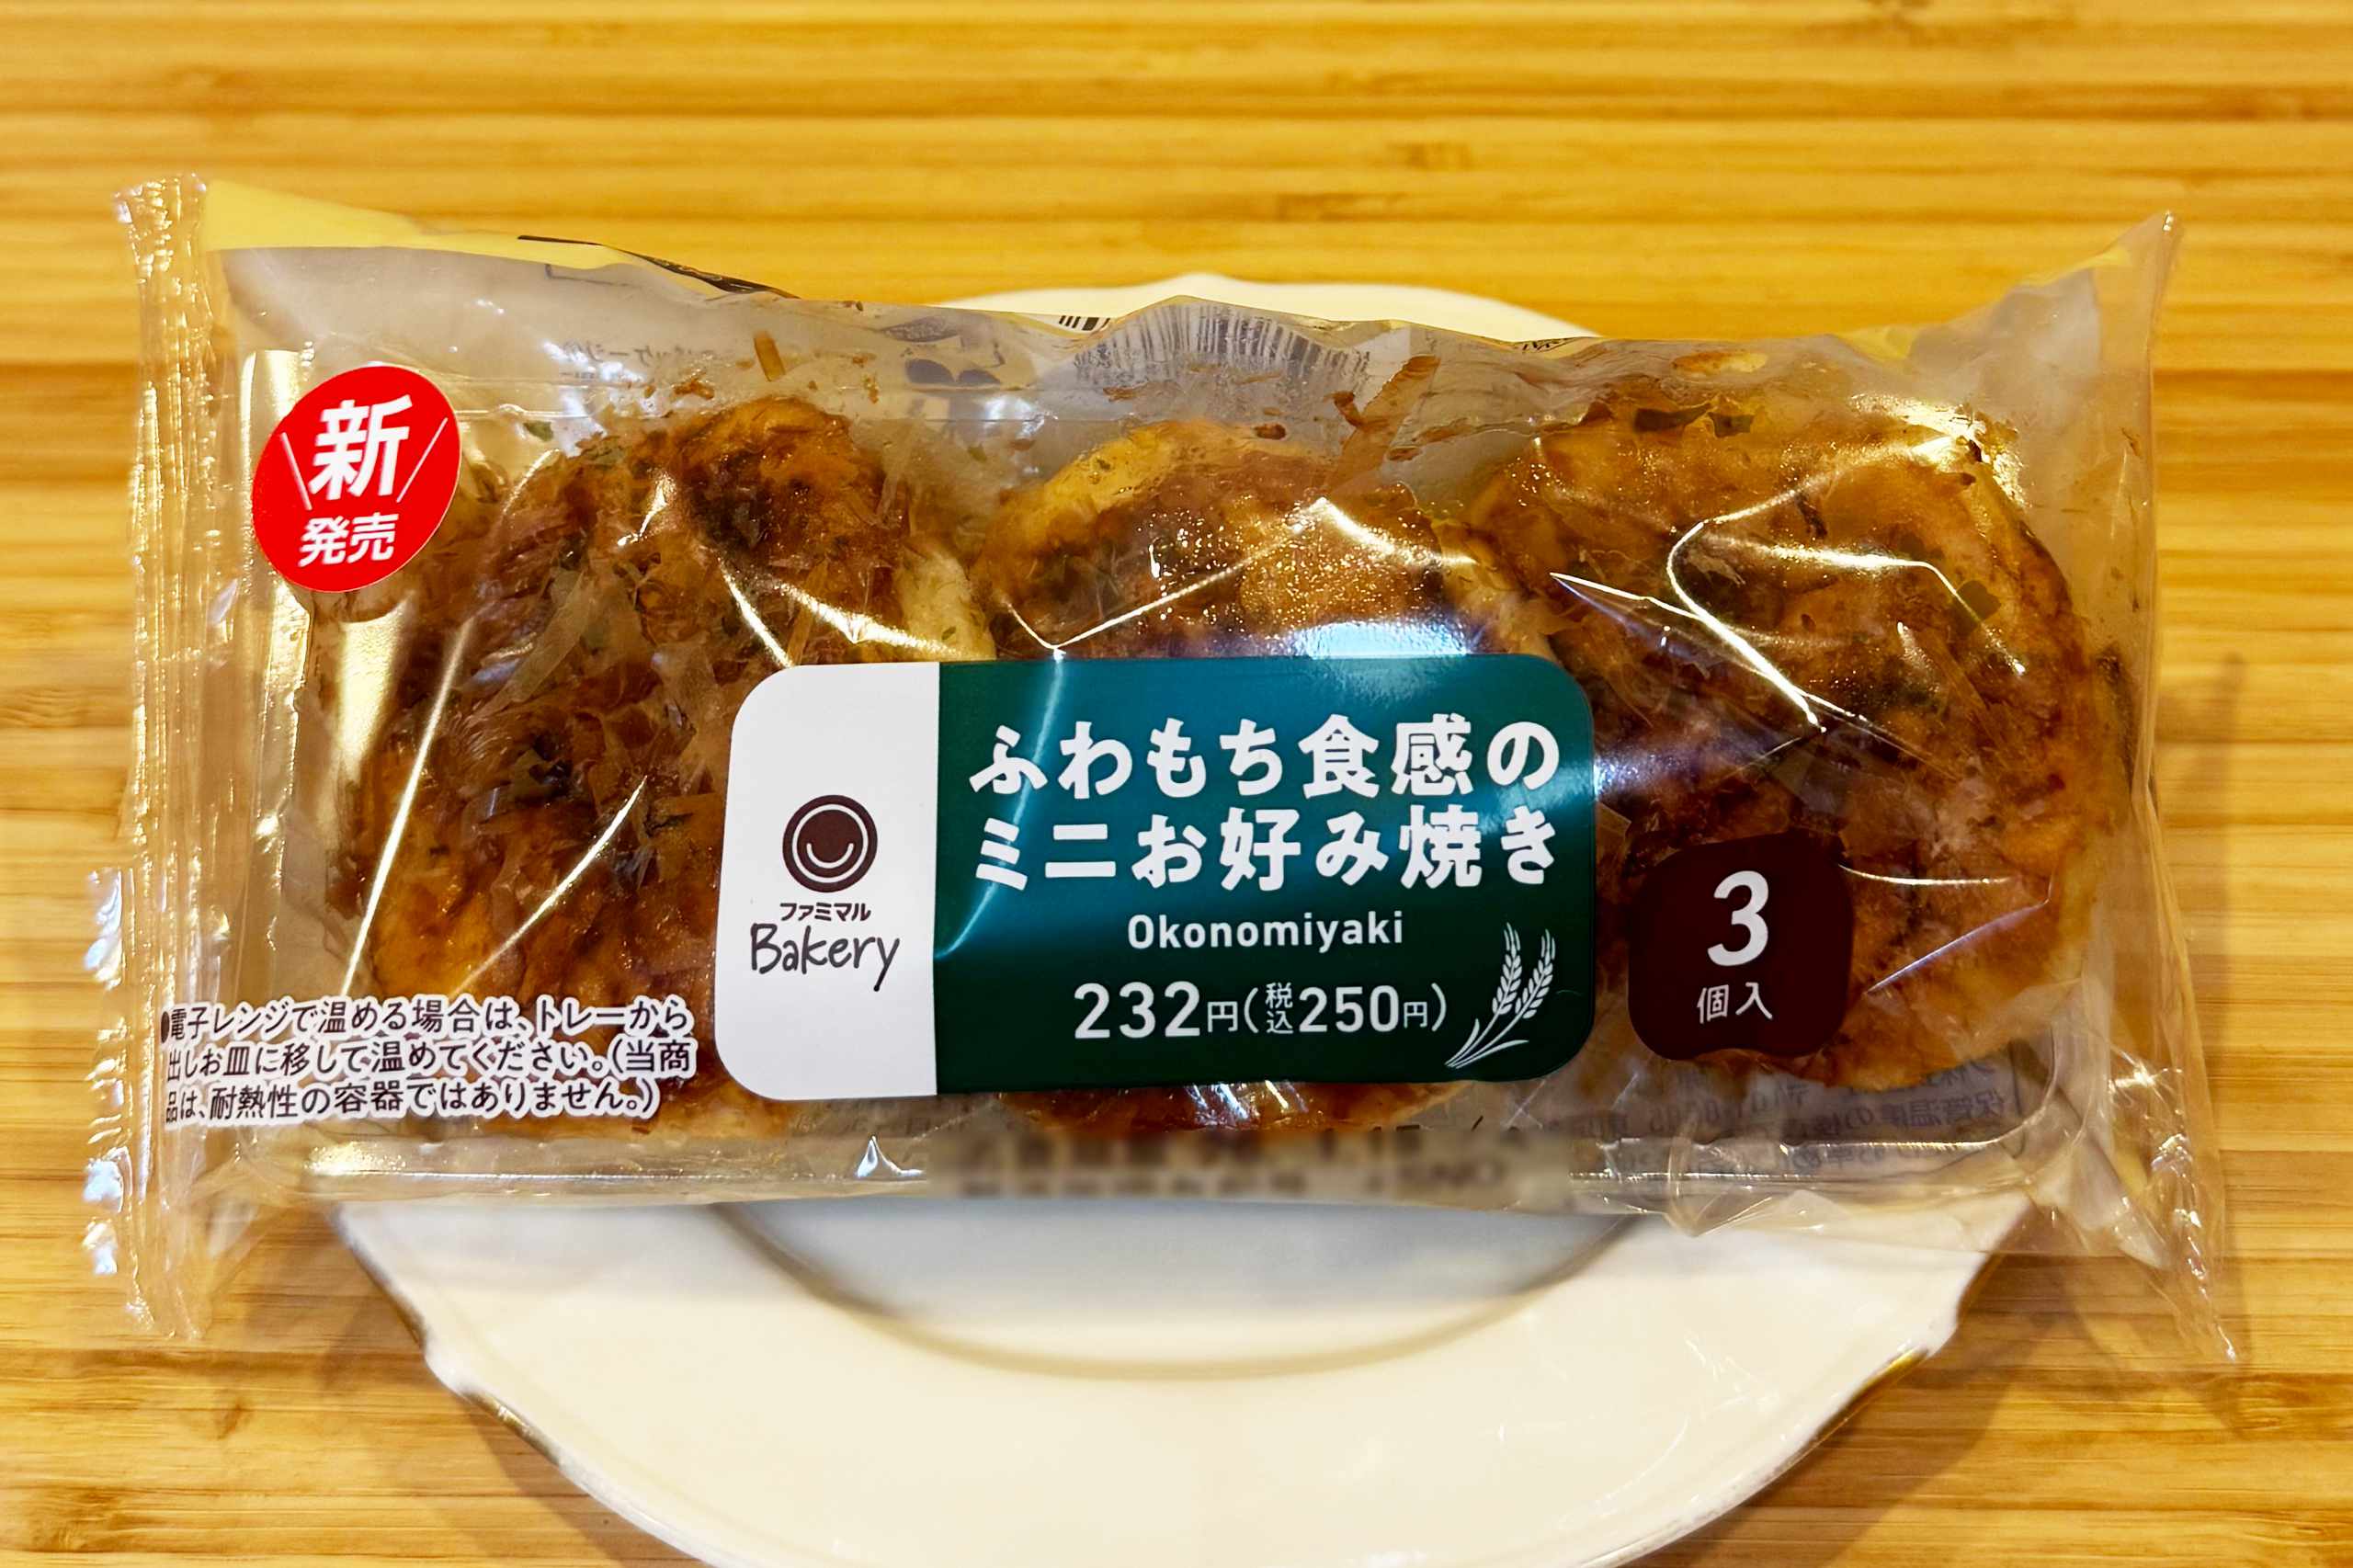 新
発売
ふわもち食感の
ミニお好み焼き
Okonomiyaki
232円(税込250円)
ファミマル
Bakery
3
個入
●電子レンジで温める場合は、トレーから
出しお皿に移して温めてください。(当商
品は、耐熱性の容器ではありません。)